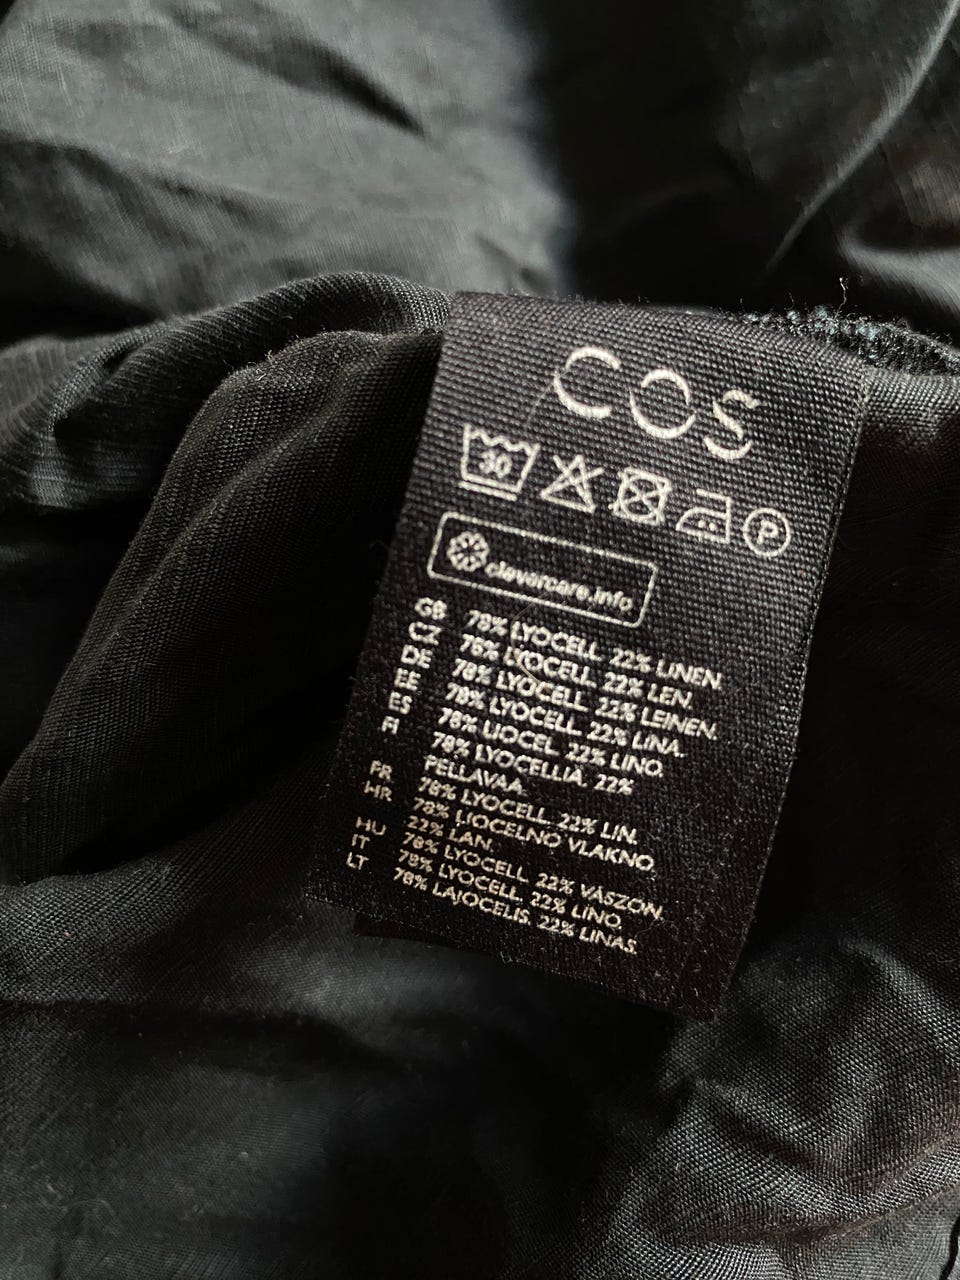 COS
30
P
clevercare.info
GB 78% LYOCELL. 22% LINEN.
CZ 78% LYOCELL. 22% LEN.
DE 78% LYOCELL. 22% LEINEN.
EE 78% LYOCELL. 22% LINA.
ES 78% LIOCEL. 22% LINO.
FI 78% LYOCELLIA. 22%
PELLAVAA.
FR 78% LYOCELL. 22% LIN.
HR 78% LIOCELNO VLAKNO.
22% LAN.
HU 78% LYOCELL. 22% VÁSZON.
IT 78% LYOCELL. 22% LINO.
LT 78% LAJOCELIS. 22% LINAS.